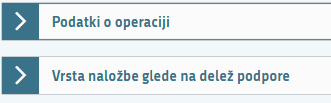 Podatki o operaciji
Vrsta naložbe glede na delež podpore